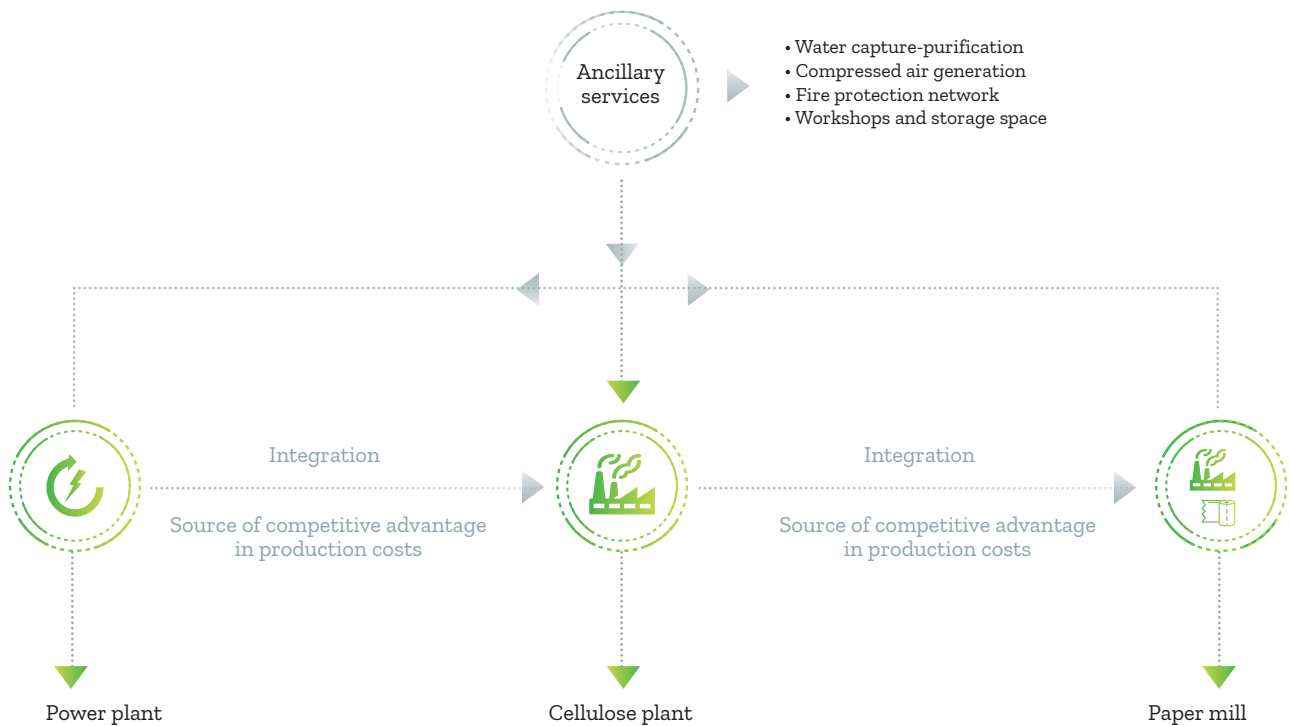 Ancillary
services
• Water capture-purification
• Compressed air generation
• Fire protection network
• Workshops and storage space
Integration
Source of competitive advantage
in production costs
Integration
Source of competitive advantage
in production costs
Power plant
Cellulose plant
Paper mill